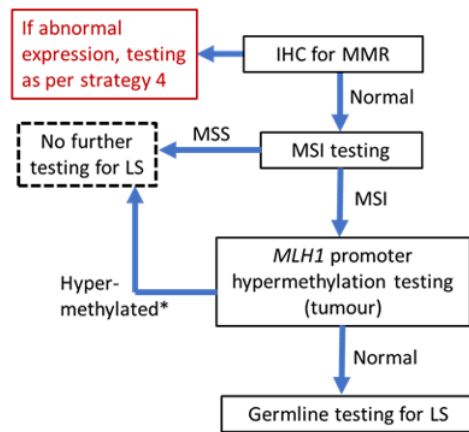 If abnormal
expression, testing
as per strategy 4
IHC for MMR
Normal
No further
testing for LS
MSS
MSI testing
MSI
MLH1 promoter
hypermethylation testing
(tumour)
Hyper-
methylated*
Normal
Germline testing for LS